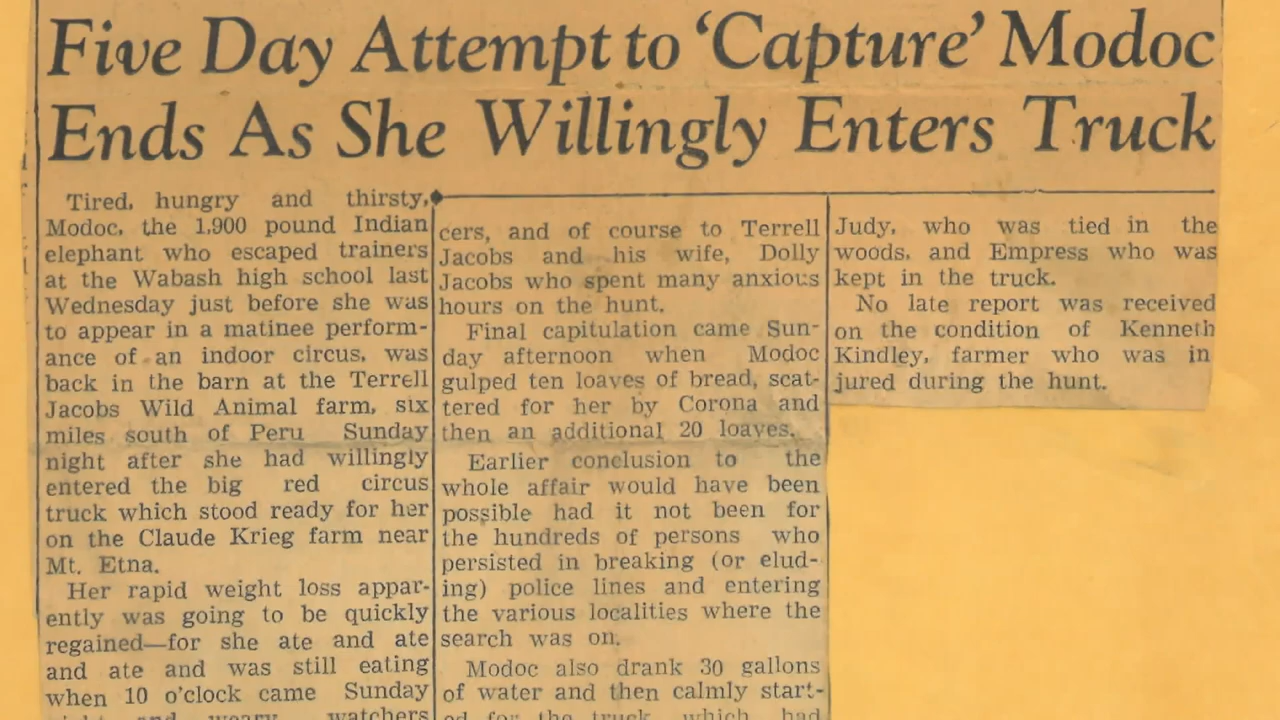 Five Day Attempt to ‘Capture’ Modoc
Ends As She Willingly Enters Truck
Tired, hungry and thirsty,
Modoc, the 1,900 pound Indian
elephant who escaped trainers
at the Wabash high school last
Wednesday just before she was
to appear in a matinee perform-
ance of an indoor circus, was
back in the barn at the Terrell
Jacobs Wild Animal farm, six
miles south of Peru Sunday
night after she had willingly
entered the big red circus
truck which stood ready for her
on the Claude Krieg farm near
Mt. Etna.
Her rapid weight loss appar-
ently was going to be quickly
regained—for she ate and ate
and ate and was still eating
when 10 o'clock came Sunday
night and weary watchers
cers, and of course to Terrell
Jacobs and his wife, Dolly
Jacobs who spent many anxious
hours on the hunt.
Final capitulation came Sun-
day afternoon when Modoc
gulped ten loaves of bread, scat-
tered for her by Corona and
then an additional 20 loaves.
Earlier conclusion to the
whole affair would have been
possible had it not been for
the hundreds of persons who
persisted in breaking (or elud-
ing) police lines and entering
the various localities where the
search was on.
Modoc also drank 30 gallons
of water and then calmly start-
ed for the truck which had
Judy, who was tied in the
woods, and Empress who was
kept in the truck.
No late report was received
on the condition of Kenneth
Kindley, farmer who was in
jured during the hunt.